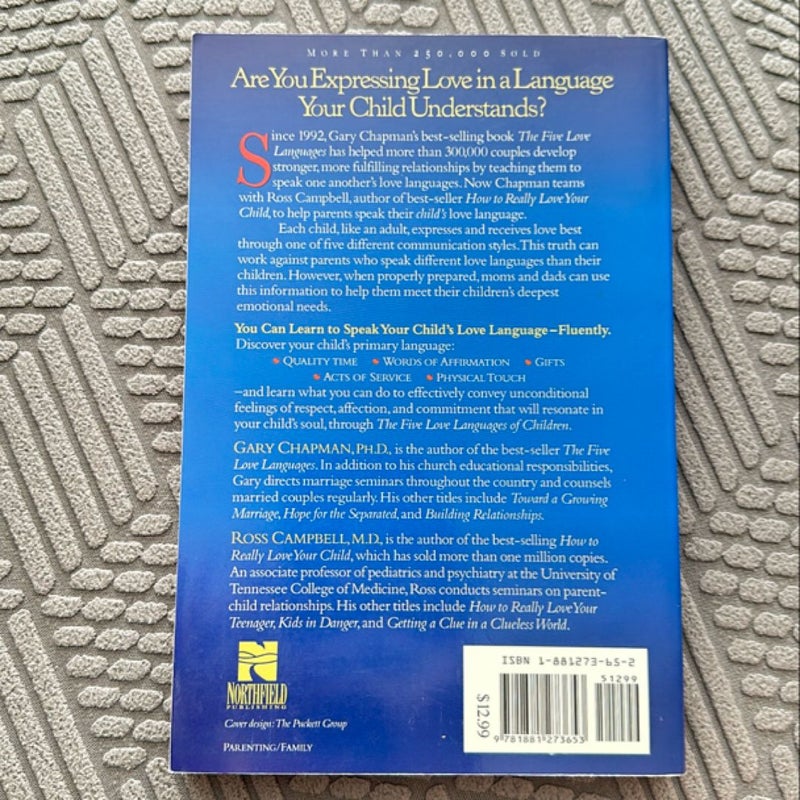 MORE THAN 250,000 SOLD
Are You Expressing Love in a Language
Your Child Understands?
Since 1992, Gary Chapman's best-selling book The Five Love
Languages has helped more than 300,000 couples develop
stronger, more fulfilling relationships by teaching them to
speak one another's love languages. Now Chapman teams
with Ross Campbell, author of best-seller How to Really Love Your
Child, to help parents speak their child's love language.
Each child, like an adult, expresses and receives love best
through one of five different communication styles. This truth can
work against parents who speak different love languages than their
children. However, when properly prepared, moms and dads can use
this information to help them meet their children's deepest
emotional needs.
You Can Learn to Speak Your Child's Love Language—Fluently.
Discover your child's primary language:
• QUALITY TIME • WORDS OF AFFIRMATION • GIFTS
• ACTS OF SERVICE • PHYSICAL TOUCH
—and learn what you can do to effectively convey unconditional
feelings of respect, affection, and commitment that will resonate in
your child's soul, through The Five Love Languages of Children.
GARY CHAPMAN, PH.D., is the author of the best-seller The Five
Love Languages. In addition to his church educational responsibilities,
Gary directs marriage seminars throughout the country and counsels
married couples regularly. His other titles include Toward a Growing
Marriage, Hope for the Separated, and Building Relationships.
ROSS CAMPBELL, M.D., is the author of the best-selling How to
Really Love Your Child, which has sold more than one million copies.
An associate professor of pediatrics and psychiatry at the University of
Tennessee College of Medicine, Ross conducts seminars on parent–
child relationships. His other titles include How to Really Love Your
Teenager, Kids in Danger, and Getting a Clue in a Clueless World.
NORTHFIELD
PUBLISHING
Cover design: The Puckett Group
PARENTING/FAMILY
ISBN 1-881273-65-2
51299
$12.99
9 781881 273653